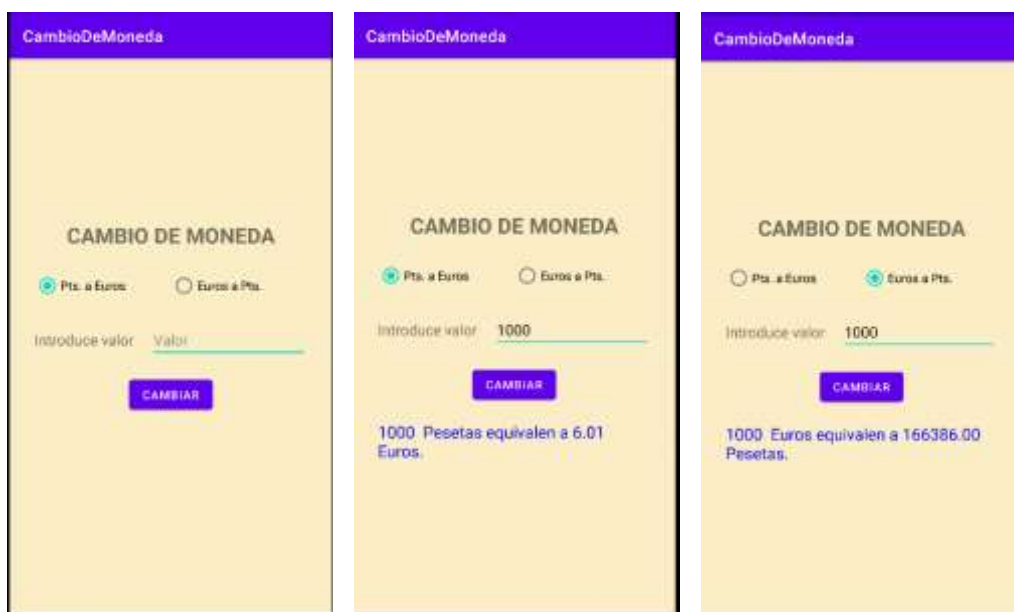 CambioDeMoneda
CAMBIO DE MONEDA
Pts. a Euros
Euros a Pts.
Introduce valor
Valor
CAMBIAR
CambioDeMoneda
CAMBIO DE MONEDA
Pts. a Euros
Euros a Pts.
Introduce valor
1000
CAMBIAR
1000 Pesetas equivalen a 6.01
Euros.
CambioDeMoneda
CAMBIO DE MONEDA
Pts. a Euros
Euros a Pts.
Introduce valor
1000
CAMBIAR
1000 Euros equivalen a 166386.00
Pesetas.